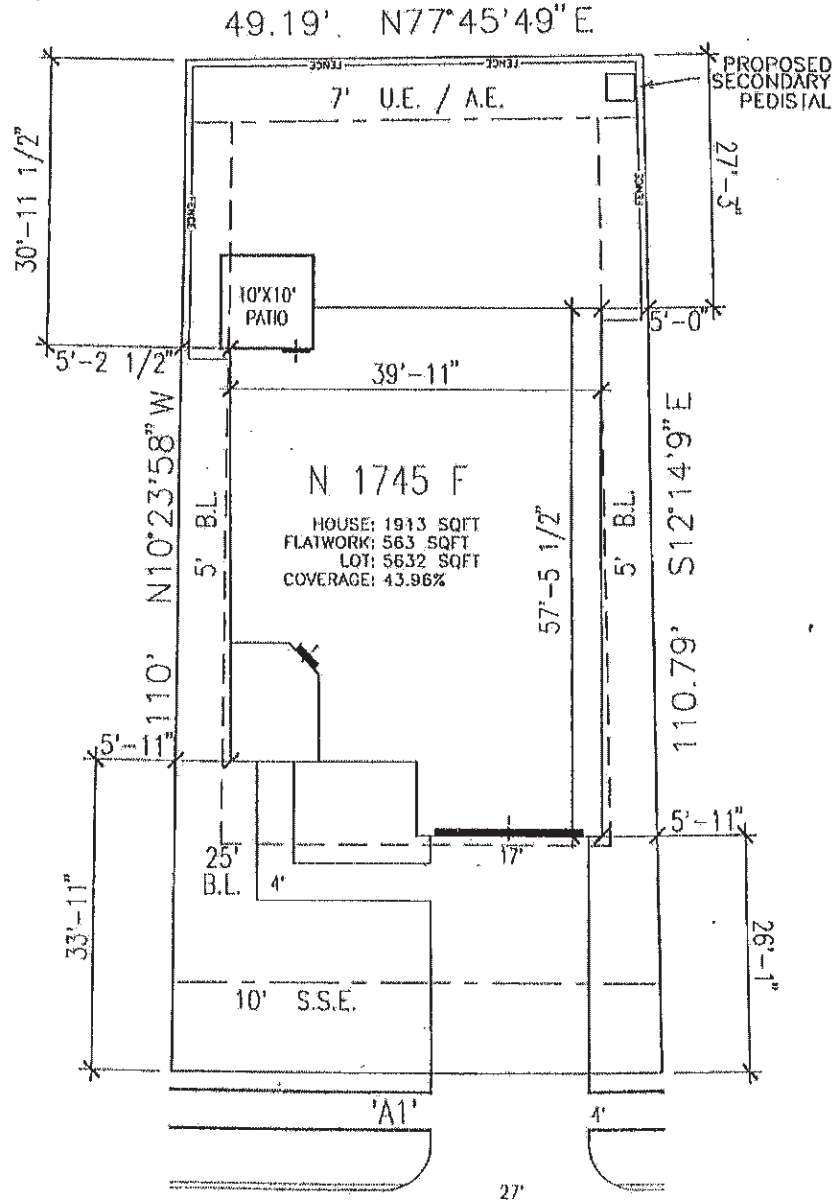 49.19' N77°45'49"E
FENCE FENCE
PROPOSED
SECONDARY
PEDISTAL
7' U.E. / A.E.
30'-11 1/2"
27'-3"
FENCE
FENCE
10'X10'
PATIO
5'-2 1/2"
5'-0"
39'-11"
110' N10°23'58"W
5' B.L.
N 1745 F
HOUSE: 1913 SQFT
FLATWORK: 563 SQFT
LOT: 5632 SQFT
COVERAGE: 43.96%
57'-5 1/2"
5' B.L.
110.79' S12°14'9"E
5'-11"
5'-11"
25'
B.L.
4'
17'
33'-11"
26'-1"
10' S.S.E.
'A1'
4'
27'